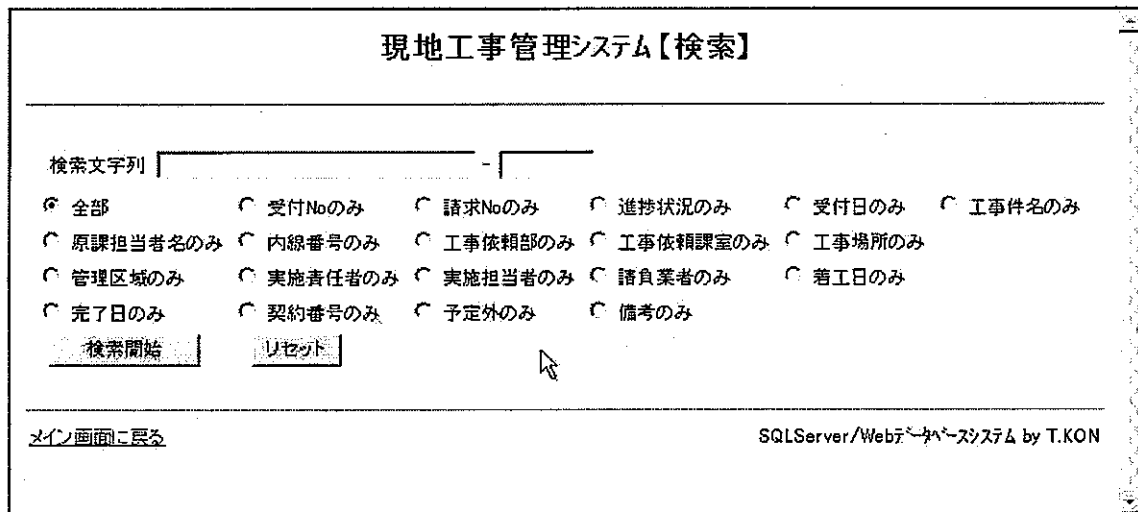 現地工事管理システム【検索】
検索文字列 -
全部 受付Noのみ 請求Noのみ 進捗状況のみ 受付日のみ 工事件名のみ
原課担当者名のみ 内線番号のみ 工事依頼部のみ 工事依頼課室のみ 工事場所のみ
管理区域のみ 実施責任者のみ 実施担当者のみ 請負業者のみ 着工日のみ
完了日のみ 契約番号のみ 予定外のみ 備考のみ
検索開始 リセット
メイン画面に戻る SQLServer/Webデータベースシステム by T.KON